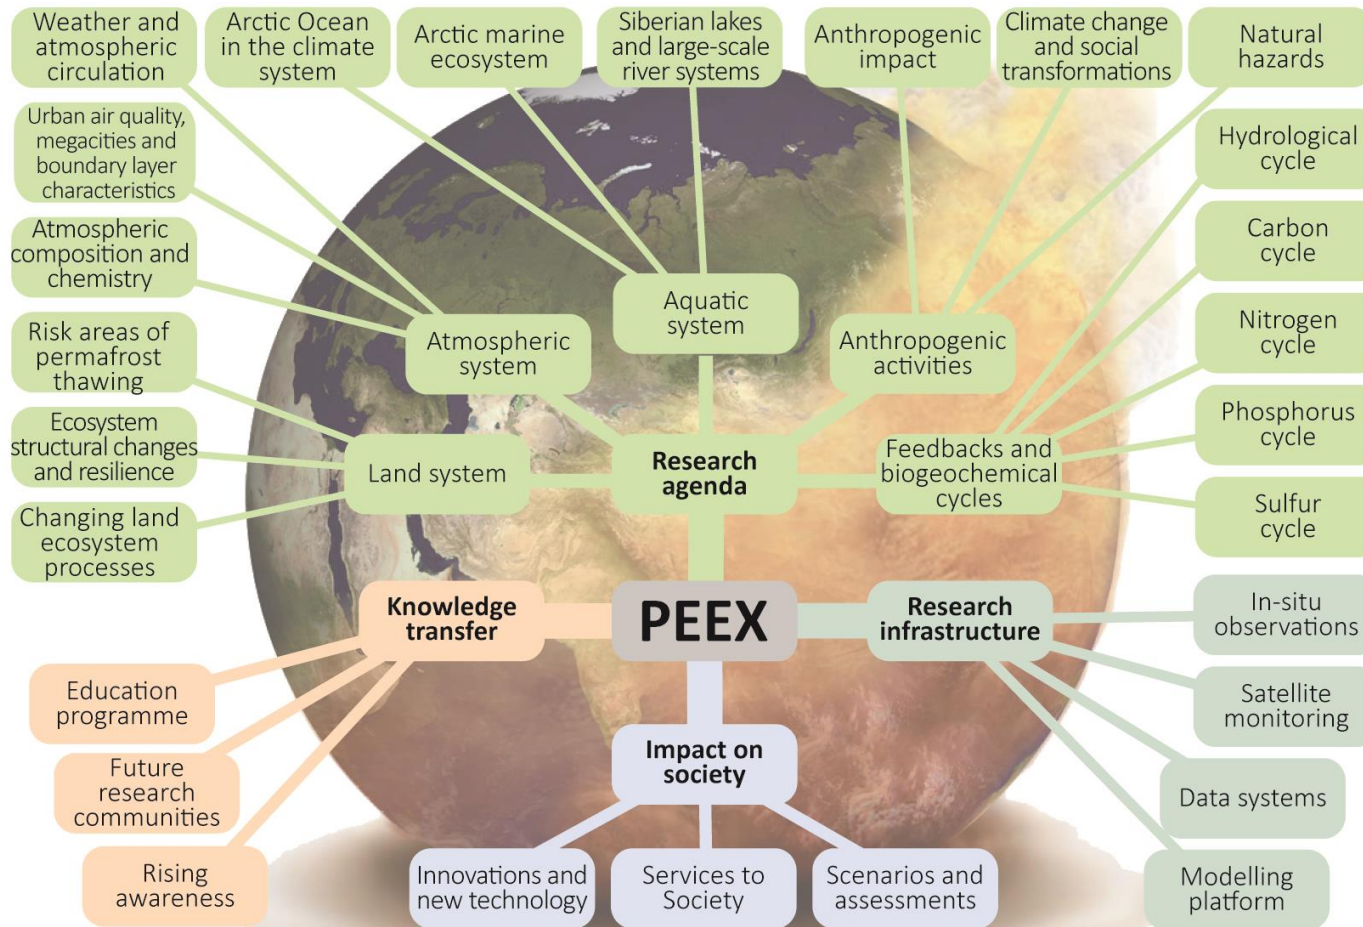 Weather and
atmospheric
circulation
Arctic Ocean
in the climate
system
Arctic marine
ecosystem
Siberian lakes
and large-scale
river systems
Anthropogenic
impact
Climate change
and social
transformations
Natural
hazards
Urban air quality,
megacities and
boundary layer
characteristics
Hydrological
cycle
Atmospheric
composition and
chemistry
Carbon
cycle
Risk areas of
permafrost
thawing
Atmospheric
system
Aquatic
system
Anthropogenic
activities
Nitrogen
cycle
Ecosystem
structural changes
and resilience
Land system
Research
agenda
Feedbacks and
biogeochemical
cycles
Phosphorus
cycle
Changing land
ecosystem
processes
Sulfur
cycle
Knowledge
transfer
PEEX
Research
infrastructure
In-situ
observations
Education
programme
Satellite
monitoring
Impact on
society
Future
research
communities
Data systems
Rising
awareness
Innovations and
new technology
Services to
Society
Scenarios and
assessments
Modelling
platform